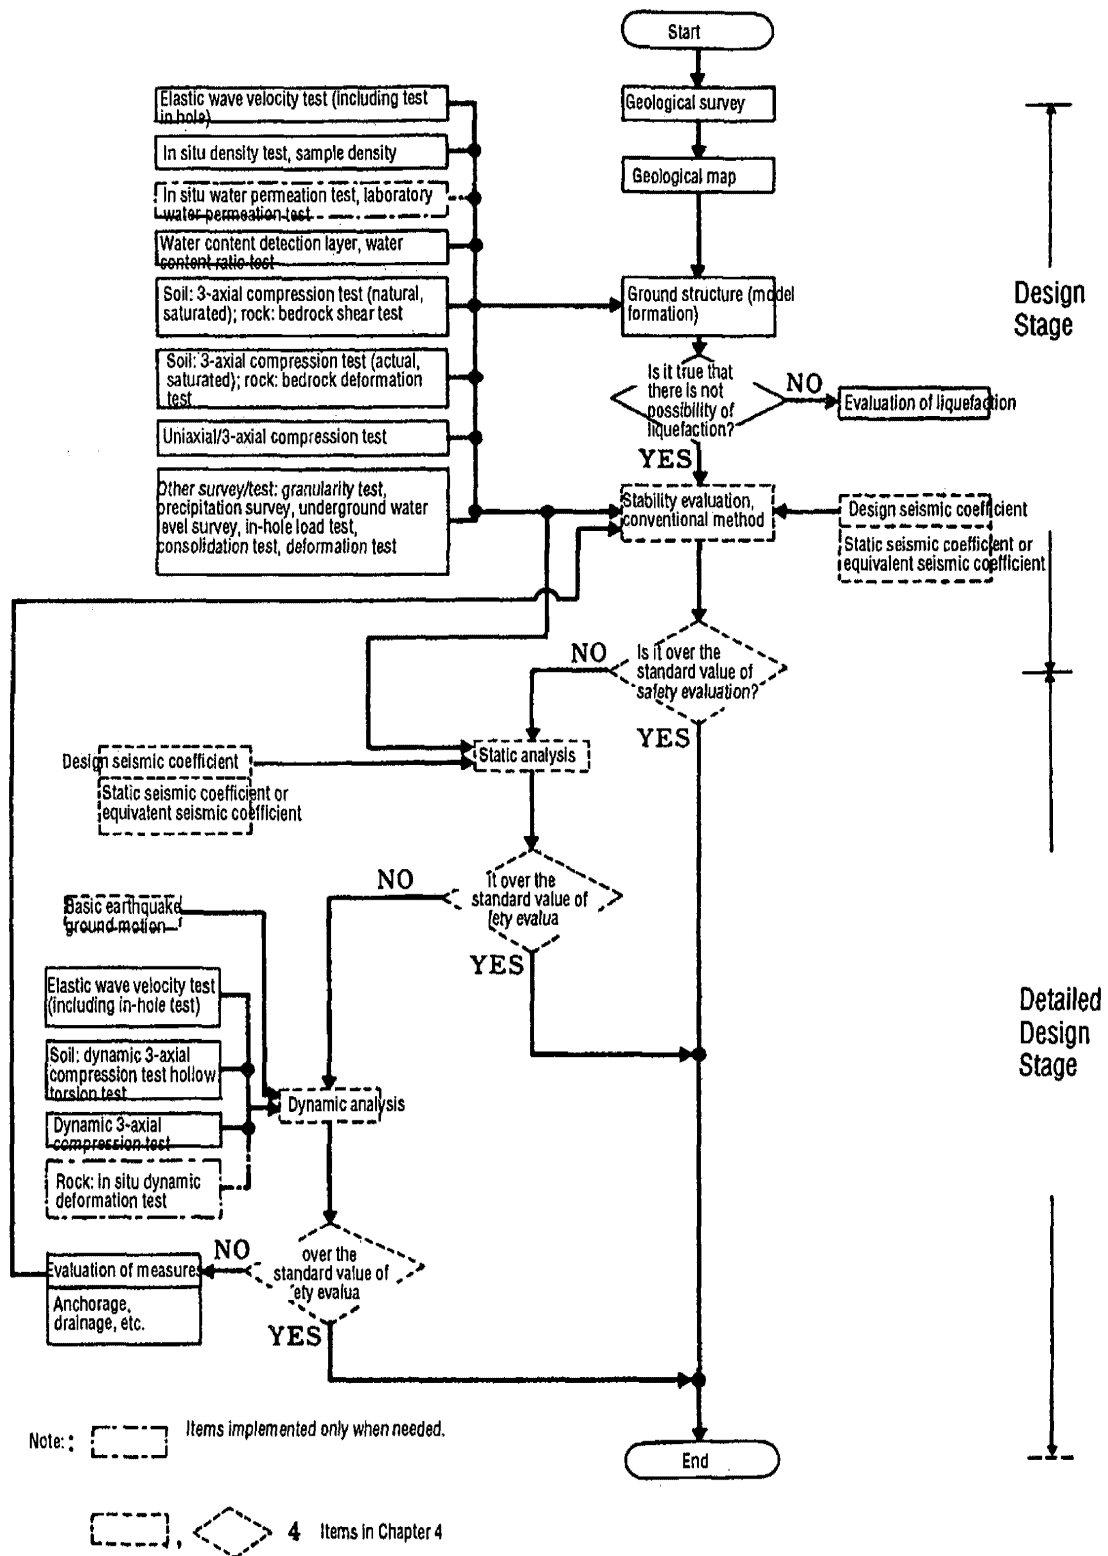 Start
Elastic wave velocity test (including test
in hole)
Geological survey
In situ density test, sample density
Geological map
In situ water permeation test, laboratory
water permeation test
Water content detection layer, water
content ratio test
Soil: 3-axial compression test (natural,
saturated); rock: bedrock shear test
Ground structure (model
formation)
Design
Stage
Soil: 3-axial compression test (actual,
saturated); rock: bedrock deformation
test
Is it true that
there is not
possibility of
liquefaction?
NO
Evaluation of liquefaction
Uniaxial/3-axial compression test
YES
Other survey/test: granularity test,
precipitation survey, underground water
level survey, in-hole load test,
consolidation test, deformation test
Stability evaluation,
conventional method
Design seismic coefficient
Static seismic coefficient or
equivalent seismic coefficient
NO
Is it over the
standard value of
safety evaluation?
YES
Design seismic coefficient
Static analysis
Static seismic coefficient or
equivalent seismic coefficient
NO
it over the
standard value of
fety evalua
YES
Basic earthquake
ground motion
Elastic wave velocity test
(including in-hole test)
Detailed
Design
Stage
Soil: dynamic 3-axial
compression test hollow
torsion test
Dynamic analysis
Dynamic 3-axial
compression test
Rock: in situ dynamic
deformation test
NO
over the
standard value of
ety evalua
Evaluation of measures
Anchorage,
drainage, etc.
YES
Note: :
Items implemented only when needed.
End
, 4 Items in Chapter 4